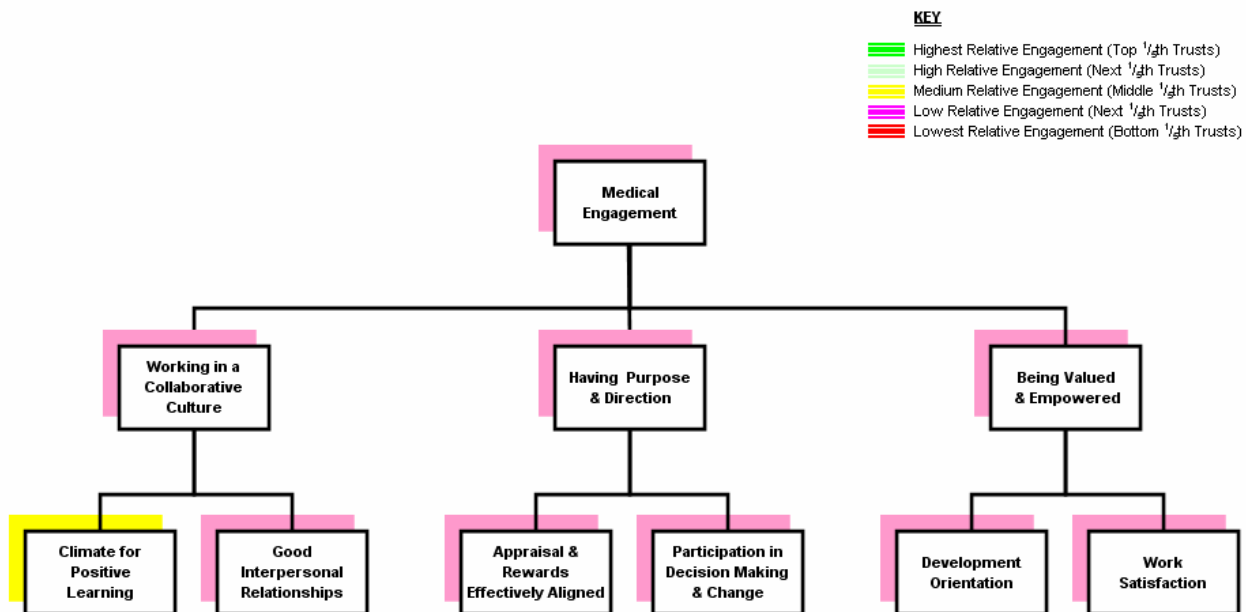 KEY
Highest Relative Engagement (Top 1/5th Trusts)
High Relative Engagement (Next 1/5th Trusts)
Medium Relative Engagement (Middle 1/5th Trusts)
Low Relative Engagement (Next 1/5th Trusts)
Lowest Relative Engagement (Bottom 1/5th Trusts)
Medical
Engagement
Working in a
Collaborative
Culture
Having Purpose
& Direction
Being Valued
& Empowered
Climate for
Positive
Learning
Good
Interpersonal
Relationships
Appraisal &
Rewards
Effectively Aligned
Participation in
Decision Making
& Change
Development
Orientation
Work
Satisfaction